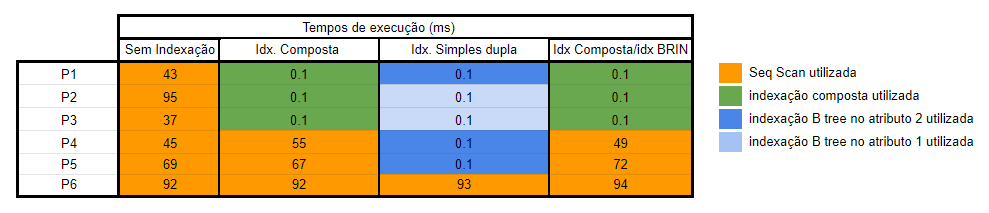 Tempos de execução (ms)
Sem Indexação Idx. Composta Idx. Simples dupla Idx Composta/idx BRIN
P1 43 0.1 0.1 0.1
P2 95 0.1 0.1 0.1
P3 37 0.1 0.1 0.1
P4 45 55 0.1 49
P5 69 67 0.1 72
P6 92 92 93 94
Seq Scan utilizada
indexação composta utilizada
indexação B tree no atributo 2 utilizada
indexação B tree no atributo 1 utilizada